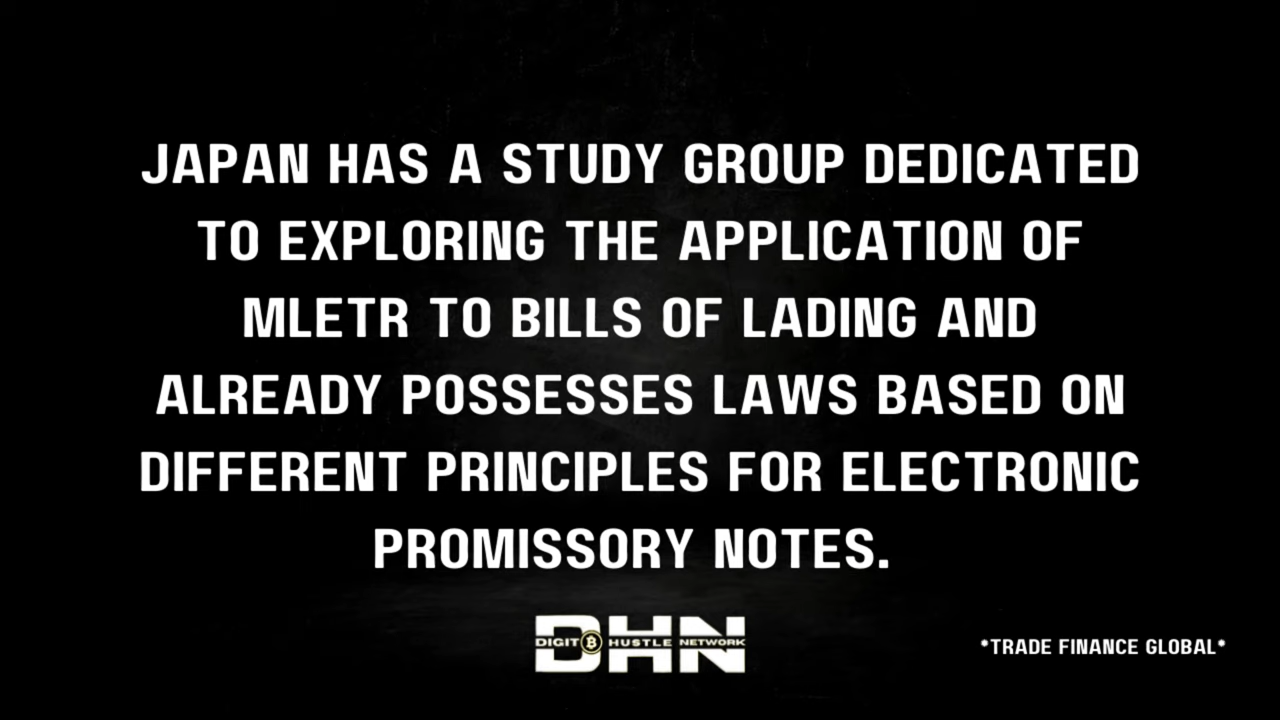 JAPAN HAS A STUDY GROUP DEDICATED
TO EXPLORING THE APPLICATION OF
MLETR TO BILLS OF LADING AND
ALREADY POSSESSES LAWS BASED ON
DIFFERENT PRINCIPLES FOR ELECTRONIC
PROMISSORY NOTES.
DHN
DIGIT₿ HUSTLE NETWORK
*TRADE FINANCE GLOBAL*